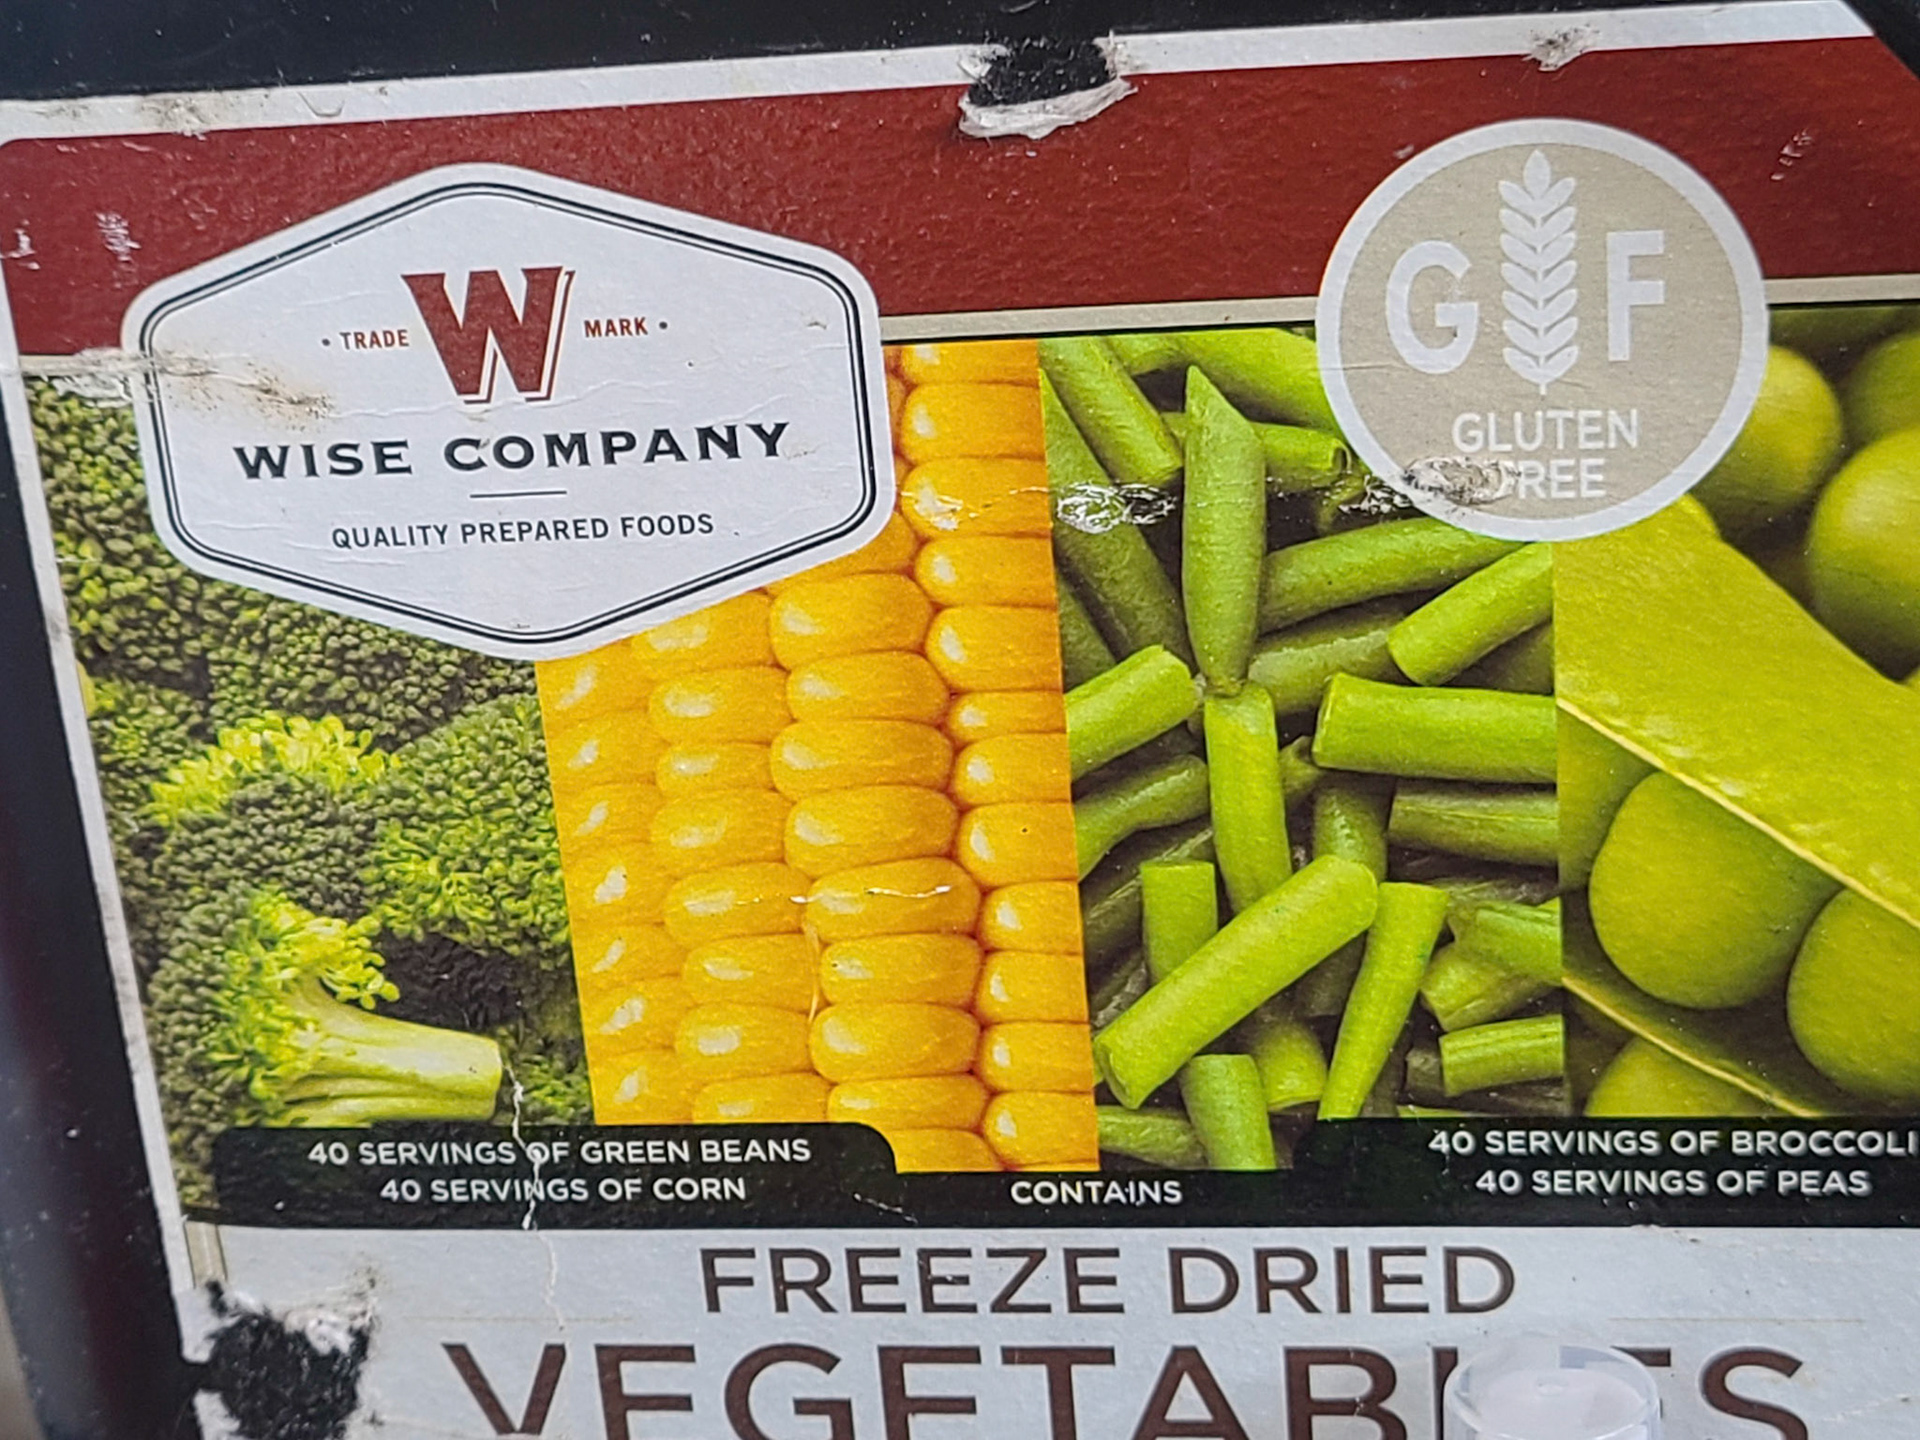 TRADE W MARK
WISE COMPANY
QUALITY PREPARED FOODS
G F
GLUTEN
FREE
40 SERVINGS OF GREEN BEANS
40 SERVINGS OF CORN
CONTAINS
40 SERVINGS OF BROCCOLI
40 SERVINGS OF PEAS
FREEZE DRIED
VEGETABLES